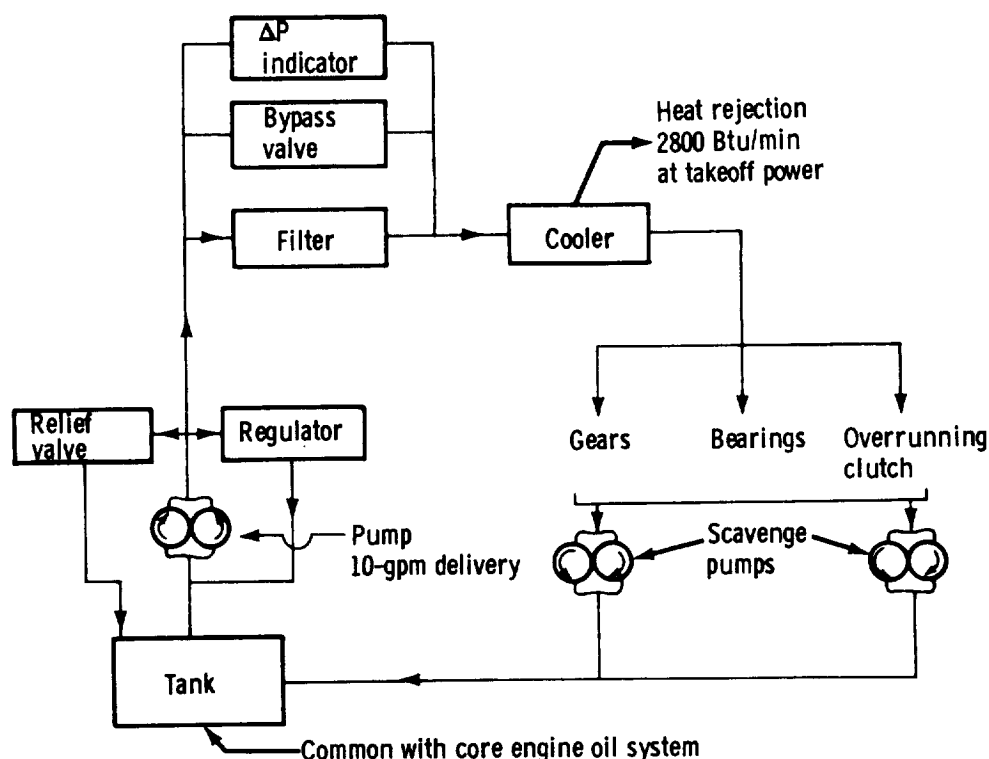 ΔP
indicator
Bypass
valve
Filter
Heat rejection
2800 Btu/min
at takeoff power
Cooler
Relief
valve
Regulator
Gears
Bearings
Overrunning
clutch
Pump
10-gpm delivery
Scavenge
pumps
Tank
Common with core engine oil system